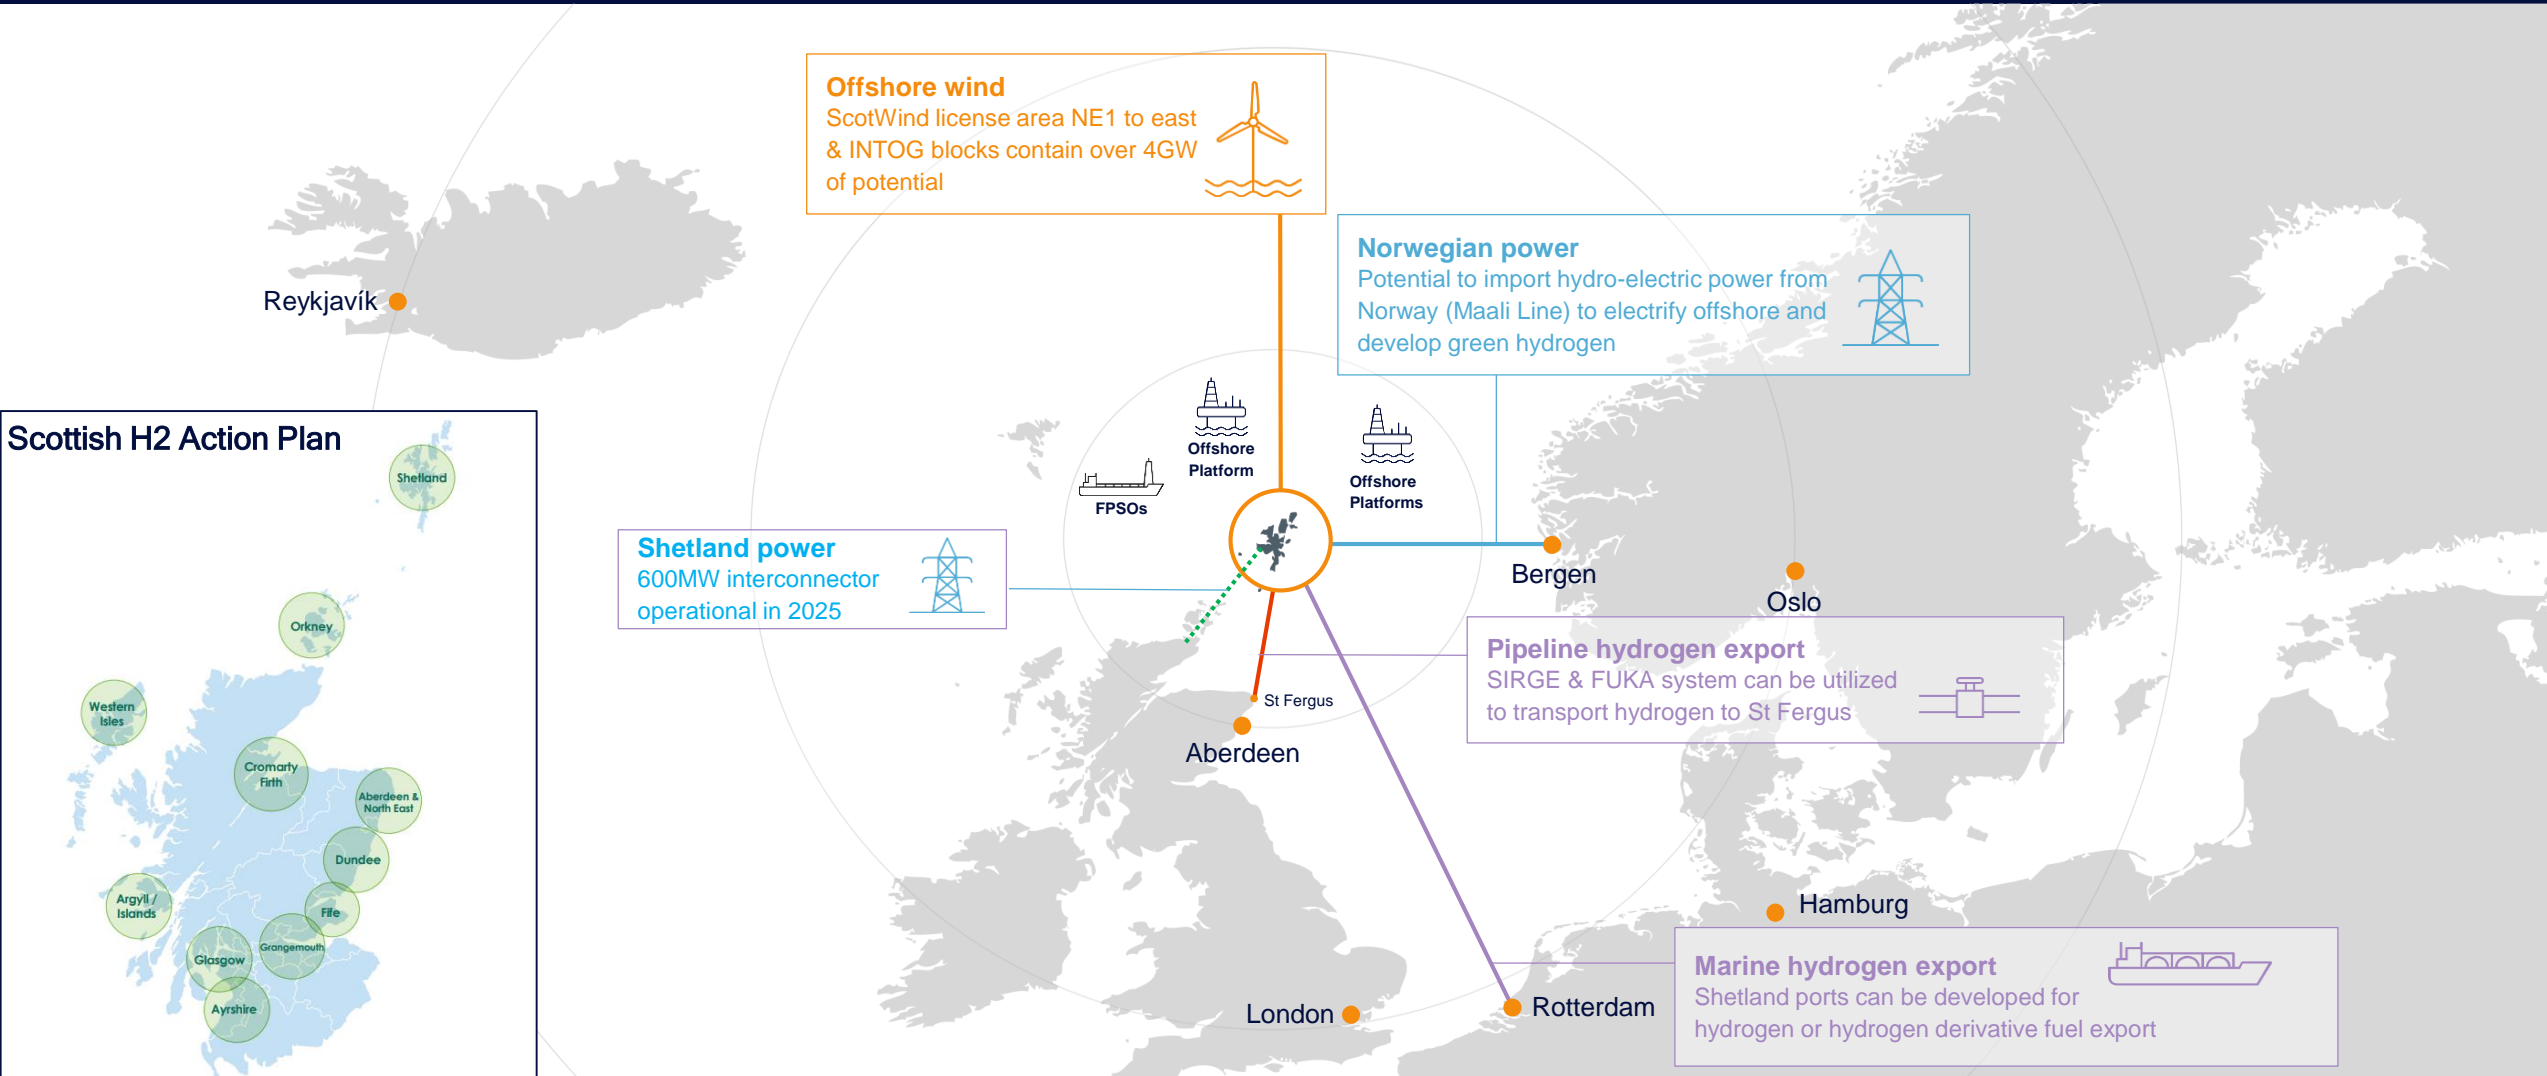 Offshore wind
ScotWind license area NE1 to east
& INTOG blocks contain over 4GW
of potential
Norwegian power
Potential to import hydro-electric power from
Norway (Maali Line) to electrify offshore and
develop green hydrogen
Reykjavík
Offshore
Platform
Offshore
Platforms
FPSOs
Shetland power
600MW interconnector
operational in 2025
Bergen
Oslo
Pipeline hydrogen export
SIRGE & FUKA system can be utilized
to transport hydrogen to St Fergus
St Fergus
Aberdeen
Hamburg
Marine hydrogen export
Shetland ports can be developed for
hydrogen or hydrogen derivative fuel export
London
Rotterdam
Scottish H2 Action Plan
Shetland
Orkney
Western
Isles
Cromarty
Firth
Aberdeen &
North East
Dundee
Argyll /
Islands
Fife
Grangemouth
Glasgow
Ayrshire